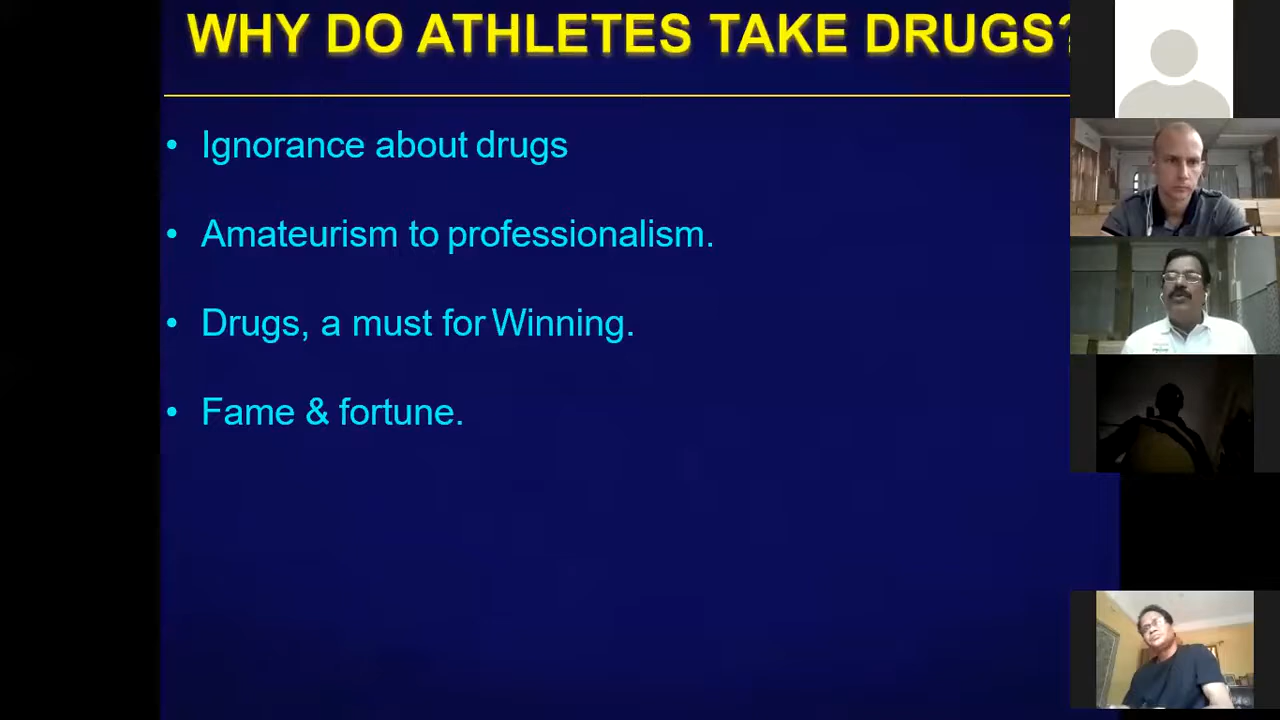 WHY DO ATHLETES TAKE DRUGS?
• Ignorance about drugs
• Amateurism to professionalism.
• Drugs, a must for Winning.
• Fame & fortune.